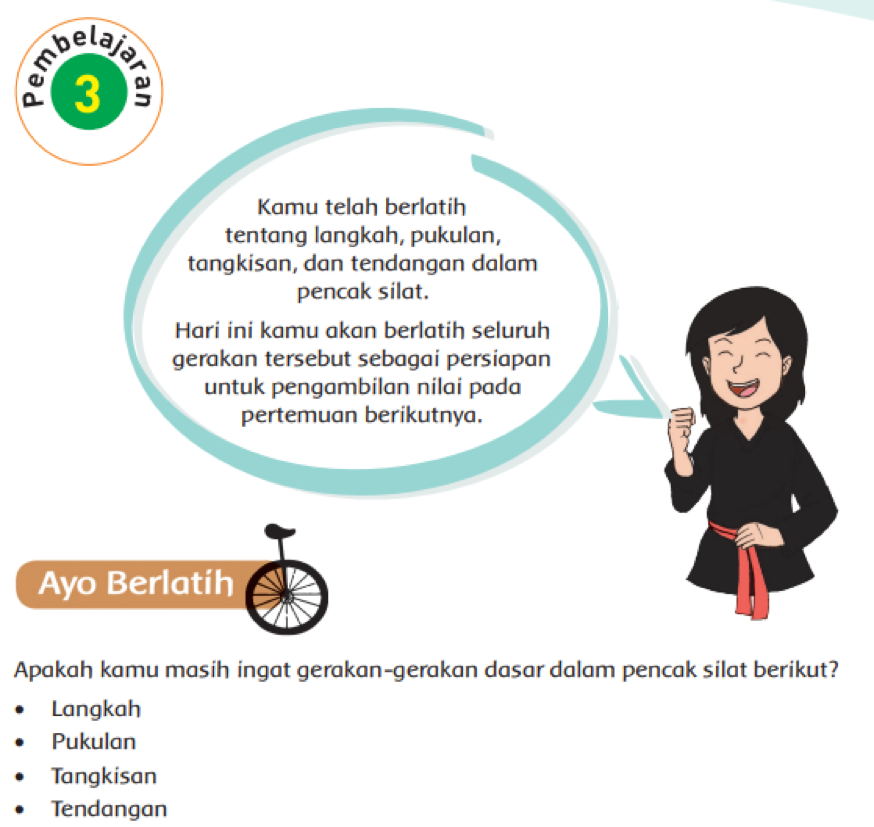 Pembelajaran
3
Kamu telah berlatih
tentang langkah, pukulan,
tangkisan, dan tendangan dalam
pencak silat.
Hari ini kamu akan berlatih seluruh
gerakan tersebut sebagai persiapan
untuk pengambilan nilai pada
pertemuan berikutnya.
Ayo Berlatih
Apakah kamu masih ingat gerakan-gerakan dasar dalam pencak silat berikut?
• Langkah
• Pukulan
• Tangkisan
• Tendangan